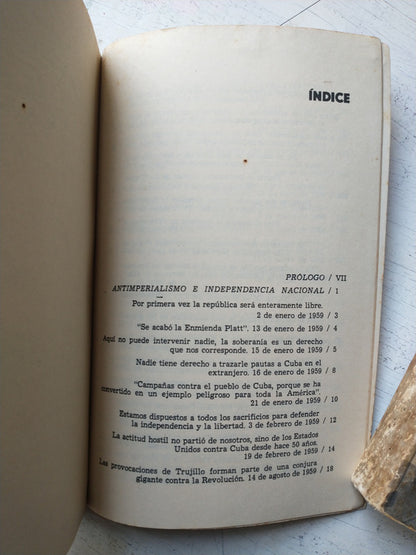 ÍNDICE
PRÓLOGO / VII
ANTIMPERIALISMO E INDEPENDENCIA NACIONAL / 1
Por primera vez la república será enteramente libre.
2 de enero de 1959 / 3
"Se acabó la Enmienda Platt". 13 de enero de 1959 / 4
Aquí no puede intervenir nadie, la soberanía es un derecho
que nos corresponde. 15 de enero de 1959 / 5
Nadie tiene derecho a trazarle pautas a Cuba en el
extranjero. 16 de enero de 1959 / 8
"Campañas contra el pueblo de Cuba, porque se ha
convertido en un ejemplo peligroso para toda la América".
21 de enero de 1959 / 10
Estamos dispuestos a todos los sacrificios para defender
la independencia y la libertad. 3 de febrero de 1959 / 12
La actitud hostil no partió de nosotros, sino de los Estados
Unidos contra Cuba desde hace 50 años.
19 de febrero de 1959 / 14
Las provocaciones de Trujillo forman parte de una conjura
gigante contra la Revolución. 14 de agosto de 1959 / 18